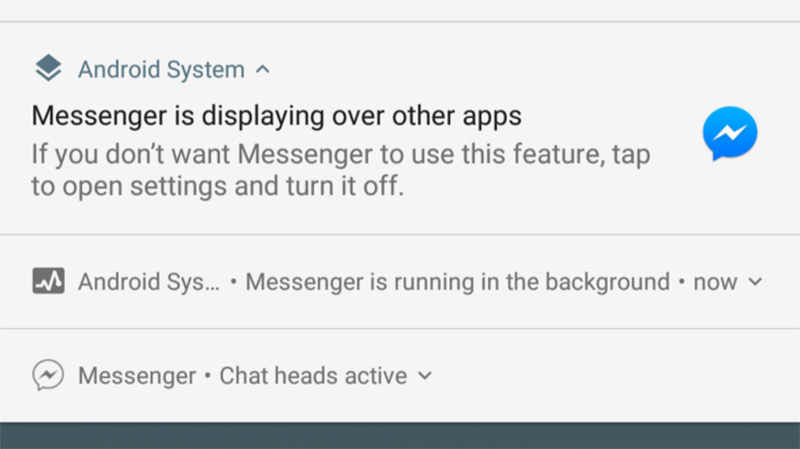 Android System
Messenger is displaying over other apps
If you don’t want Messenger to use this feature, tap
to open settings and turn it off.
Android Sys... • Messenger is running in the background • now
Messenger • Chat heads active